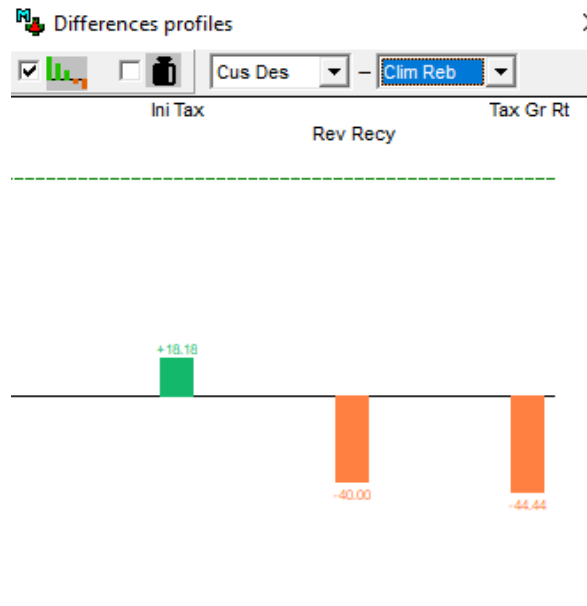 Differences profiles
Cus Des – Clim Reb
Ini Tax Tax Gr Rt
Rev Recy
+18.18
-40.00
-44.44